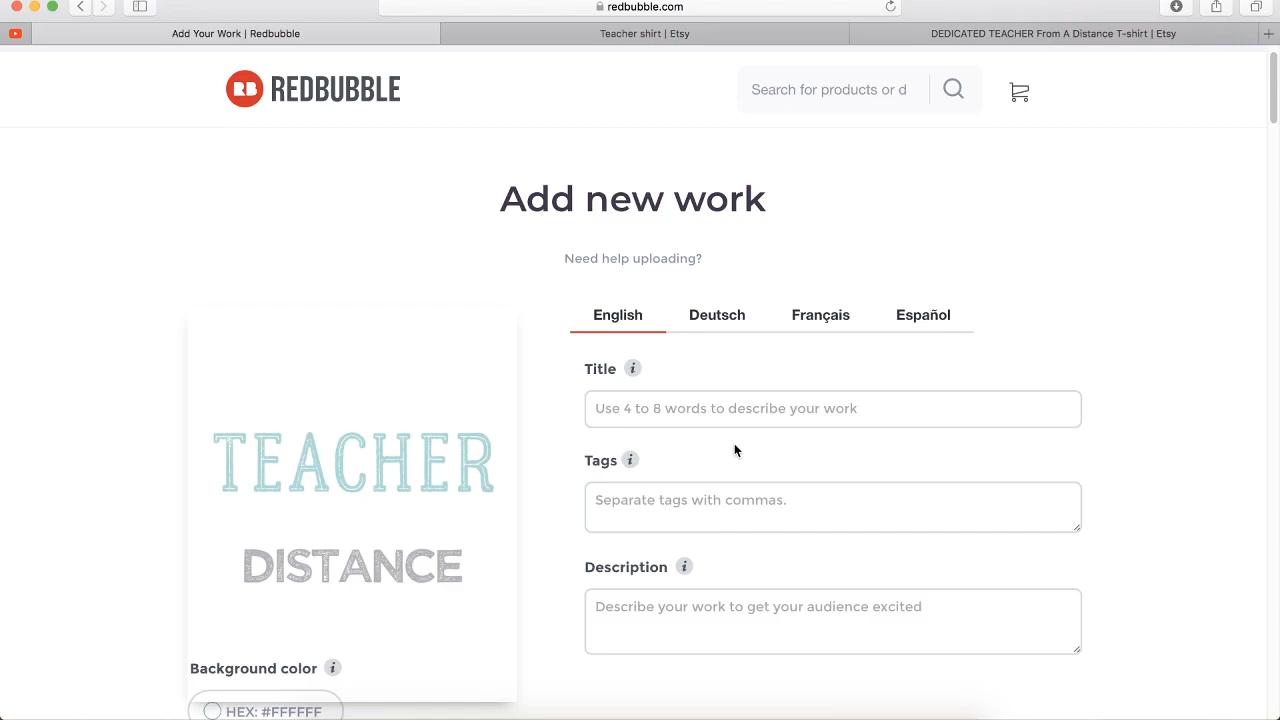 redbubble.com
Add Your Work | Redbubble
Teacher shirt | Etsy
DEDICATED TEACHER From A Distance T-shirt | Etsy
RB REDBUBBLE
Search for products or d
Add new work
Need help uploading?
English Deutsch Français Español
Title i
Use 4 to 8 words to describe your work
Tags i
Separate tags with commas.
TEACHER
DISTANCE
Description i
Describe your work to get your audience excited
Background color i
HEX: #FFFFFF